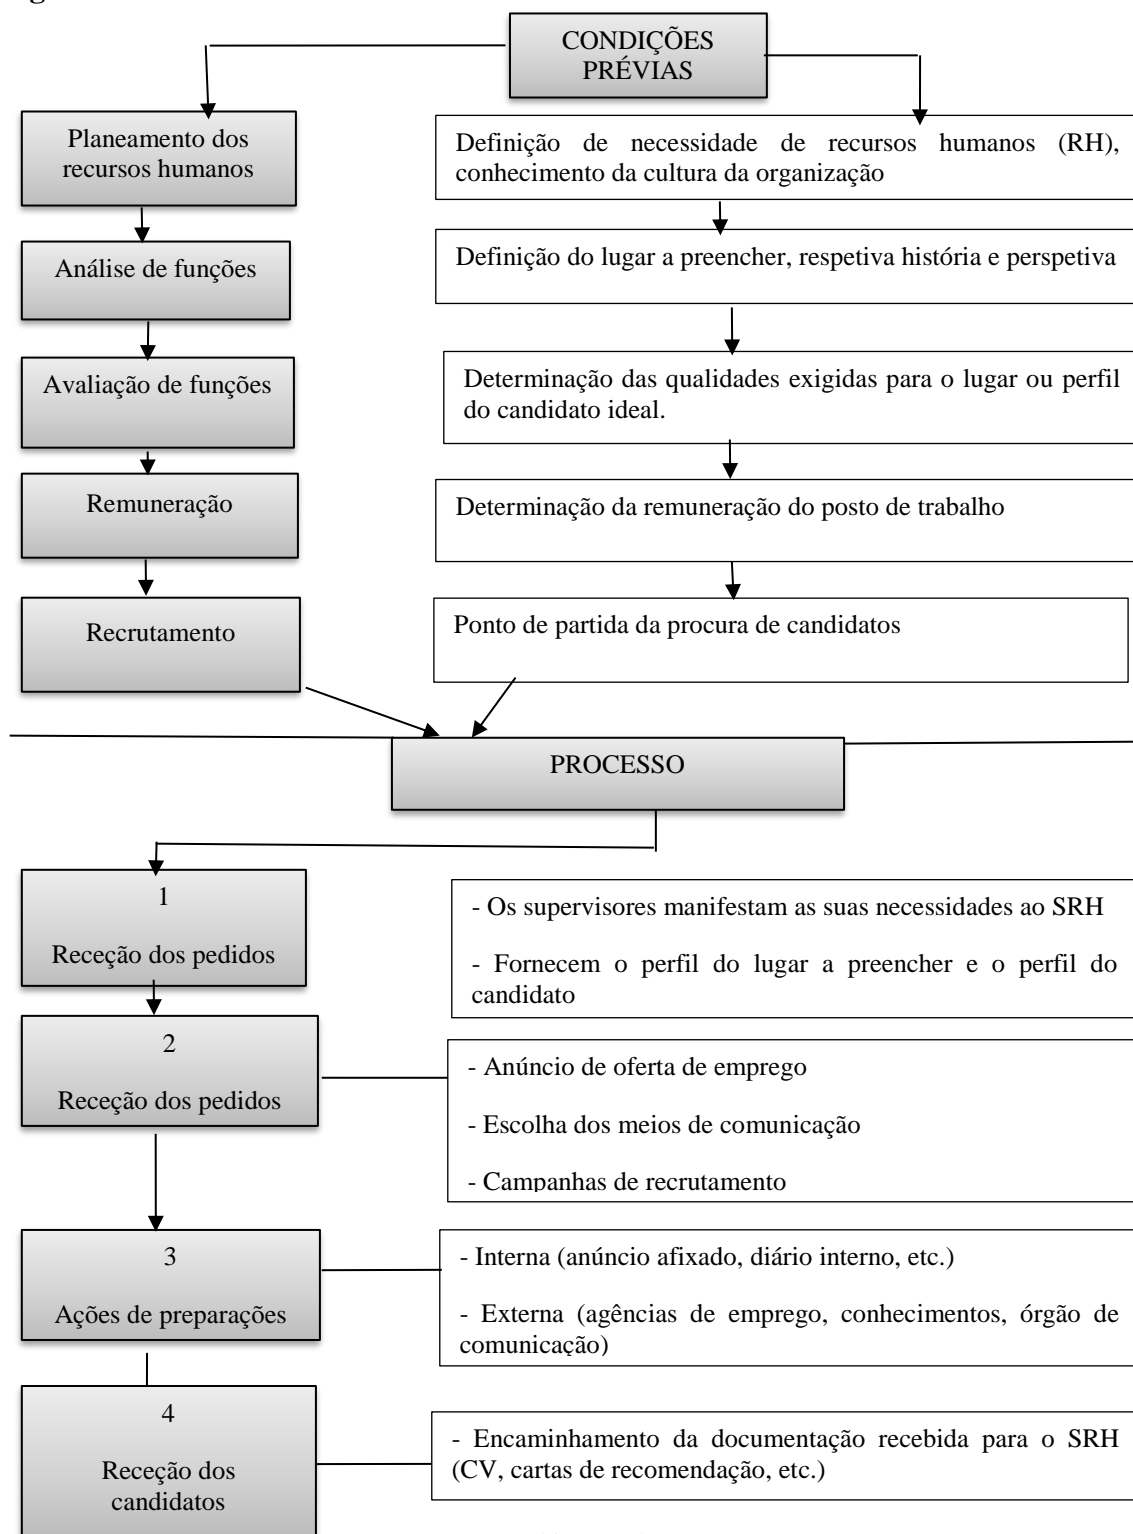 CONDIÇÕES
PRÉVIAS
Planeamento dos
recursos humanos
Definição de necessidade de recursos humanos (RH),
conhecimento da cultura da organização
Análise de funções
Definição do lugar a preencher, respetiva história e perspetiva
Avaliação de funções
Determinação das qualidades exigidas para o lugar ou perfil
do candidato ideal.
Remuneração
Determinação da remuneração do posto de trabalho
Recrutamento
Ponto de partida da procura de candidatos
PROCESSO
1
Receção dos pedidos
- Os supervisores manifestam as suas necessidades ao SRH
- Fornecem o perfil do lugar a preencher e o perfil do
candidato
2
Receção dos pedidos
- Anúncio de oferta de emprego
- Escolha dos meios de comunicação
- Campanhas de recrutamento
3
Ações de preparações
- Interna (anúncio afixado, diário interno, etc.)
- Externa (agências de emprego, conhecimentos, órgão de
comunicação)
4
Receção dos
candidatos
- Encaminhamento da documentação recebida para o SRH
(CV, cartas de recomendação, etc.)